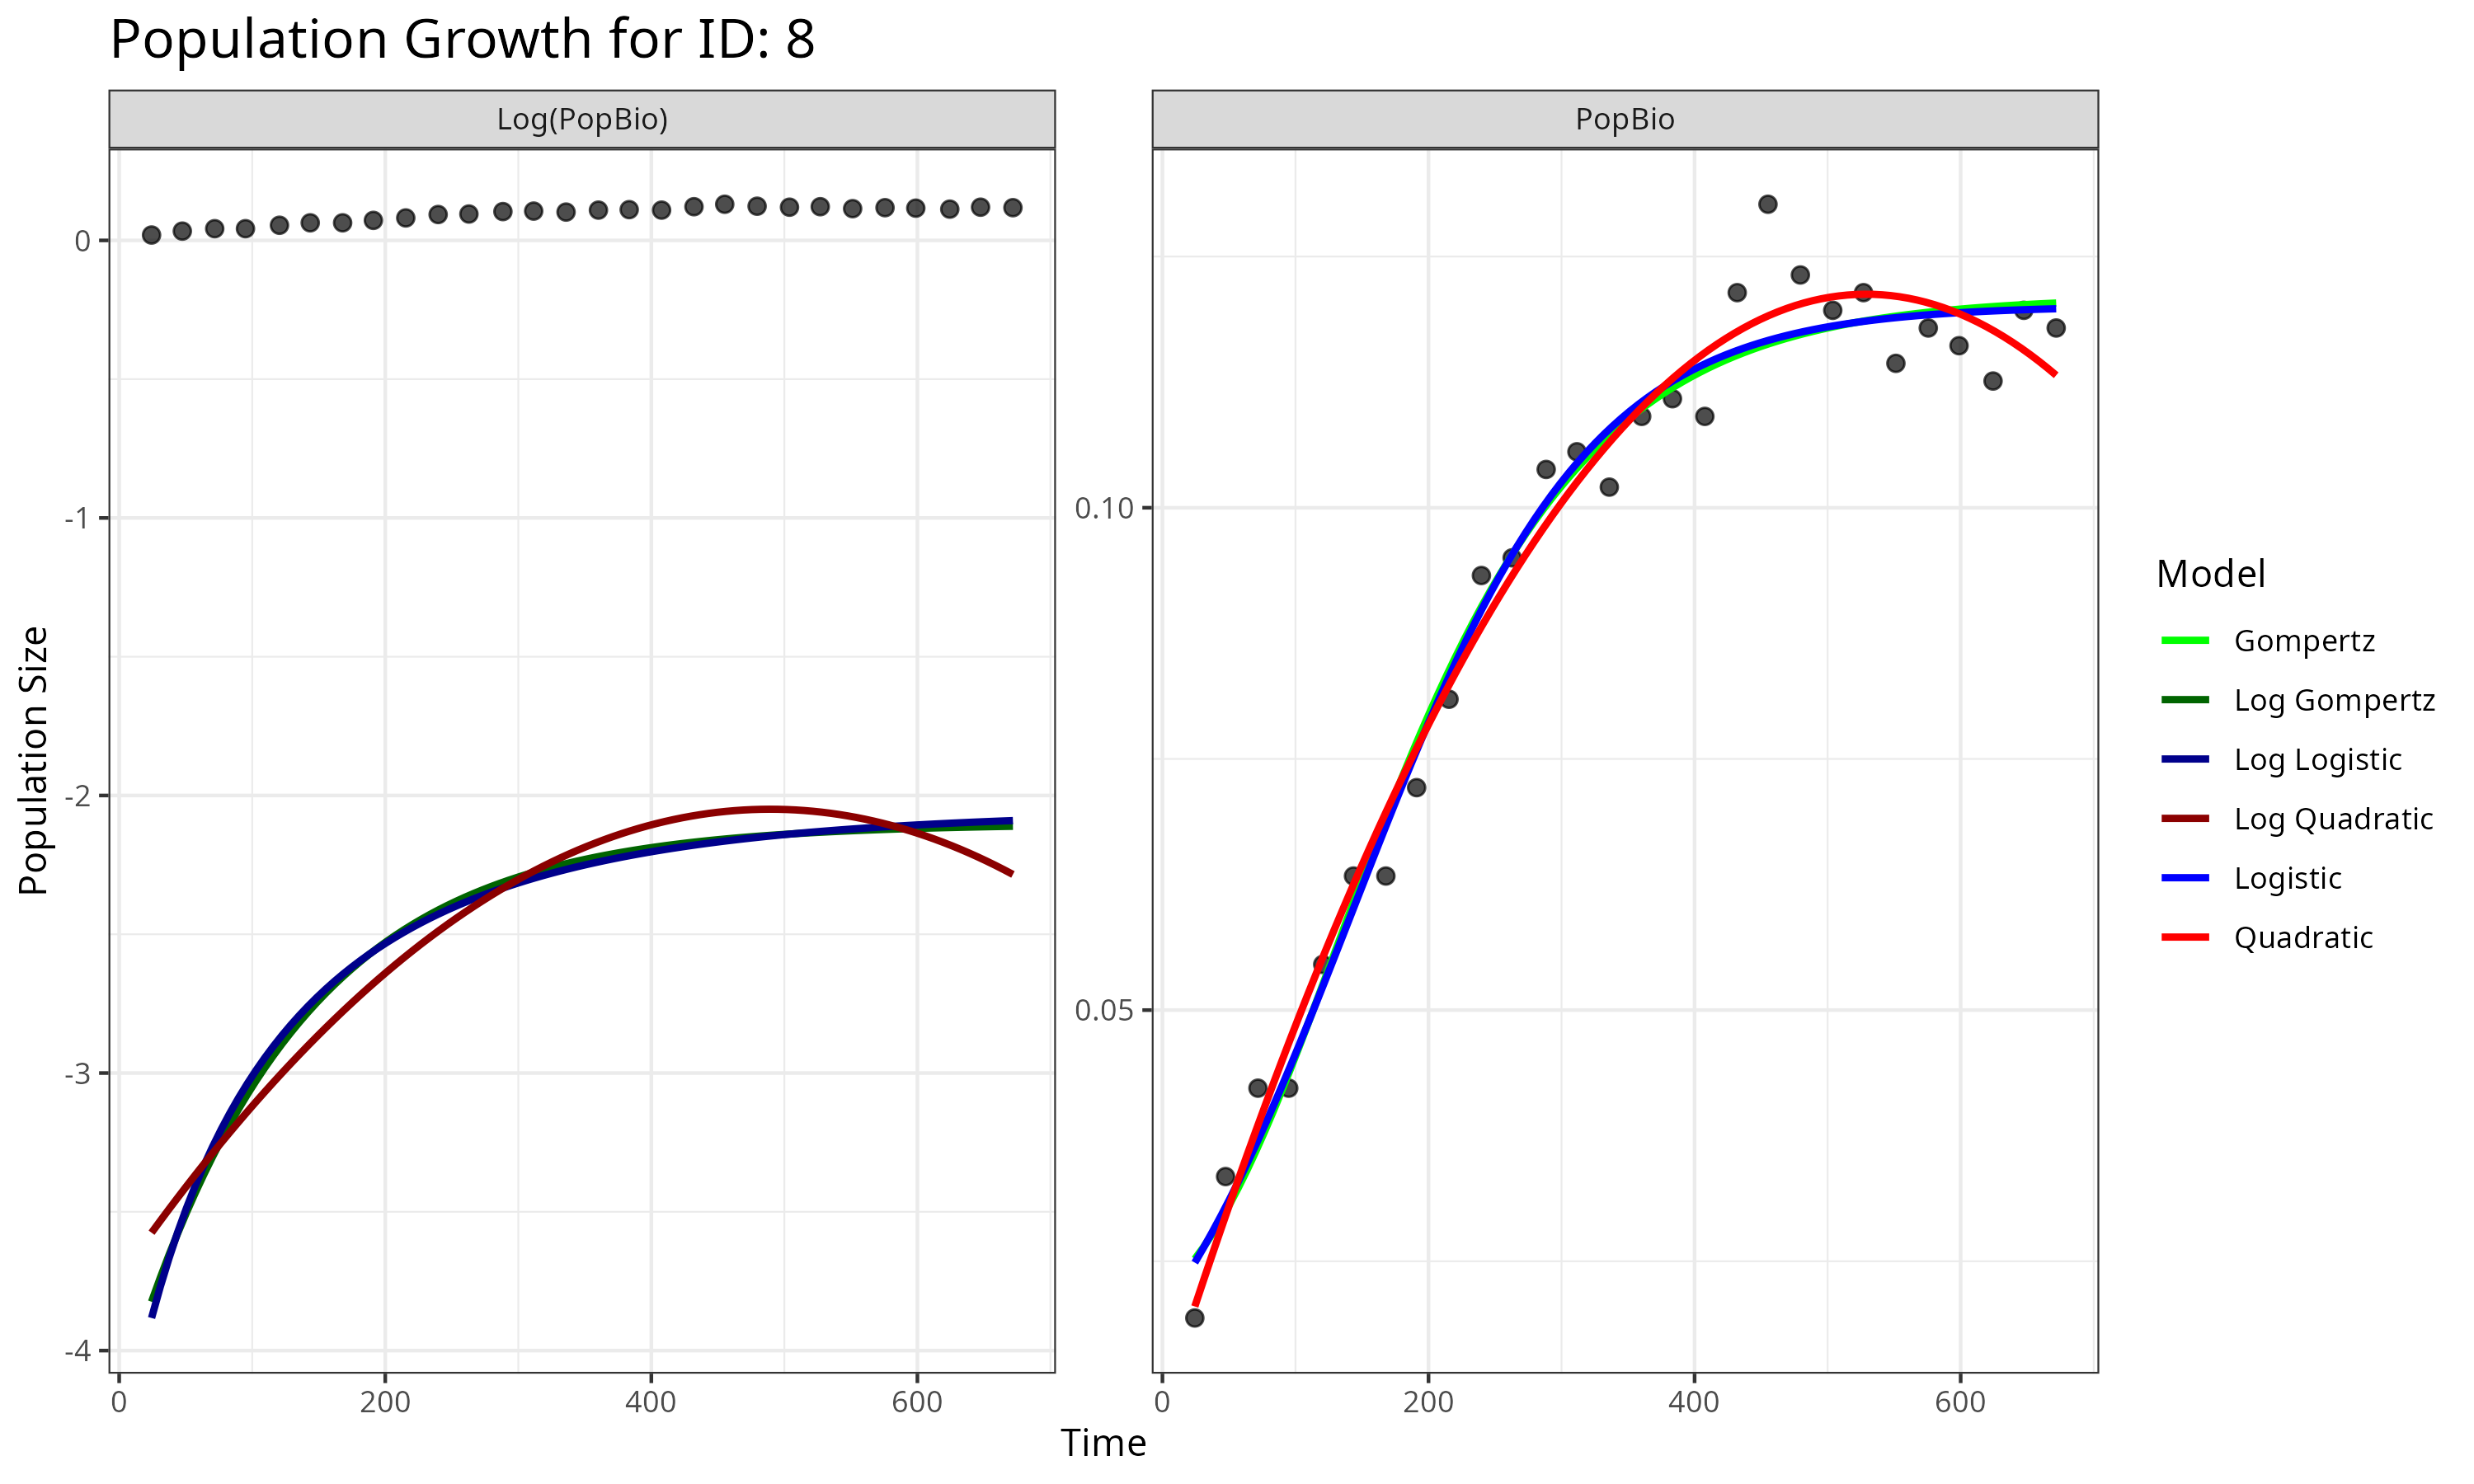 Population Growth for ID: 8
Log(PopBio)
PopBio
Population Size
0
-1
-2
-3
-4
0.10
0.05
0
200
400
600
0
200
400
600
Time
Model
Gompertz
Log Gompertz
Log Logistic
Log Quadratic
Logistic
Quadratic